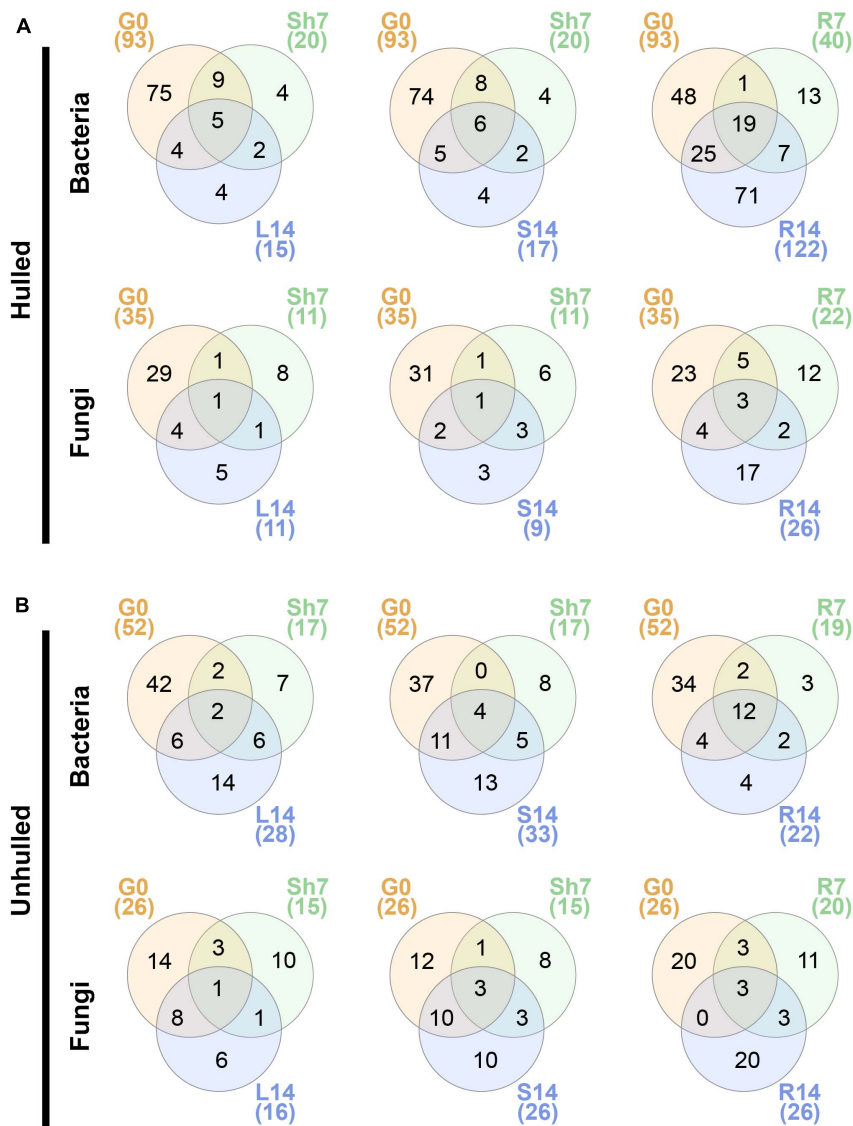 A
Hulled
Bacteria
G0 Sh7
(93) (20)
75 9 4
5
4 2
4
L14
(15)
G0 Sh7
(93) (20)
74 8 4
6
5 2
4
S14
(17)
G0 R7
(93) (40)
48 1 13
19
25 7
71
R14
(122)
Fungi
G0 Sh7
(35) (11)
29 1 8
1
4 1
5
L14
(11)
G0 Sh7
(35) (11)
31 1 6
1
2 3
3
S14
(9)
G0 R7
(35) (22)
23 5 12
3
4 2
17
R14
(26)
B
Unhulled
Bacteria
G0 Sh7
(52) (17)
42 2 7
2
6 6
14
L14
(28)
G0 Sh7
(52) (17)
37 0 8
4
11 5
13
S14
(33)
G0 R7
(52) (19)
34 2 3
12
4 2
4
R14
(22)
Fungi
G0 Sh7
(26) (15)
14 3 10
1
8 1
6
L14
(16)
G0 Sh7
(26) (15)
12 1 8
3
10 3
10
S14
(26)
G0 R7
(26) (20)
20 3 11
3
0 3
20
R14
(26)